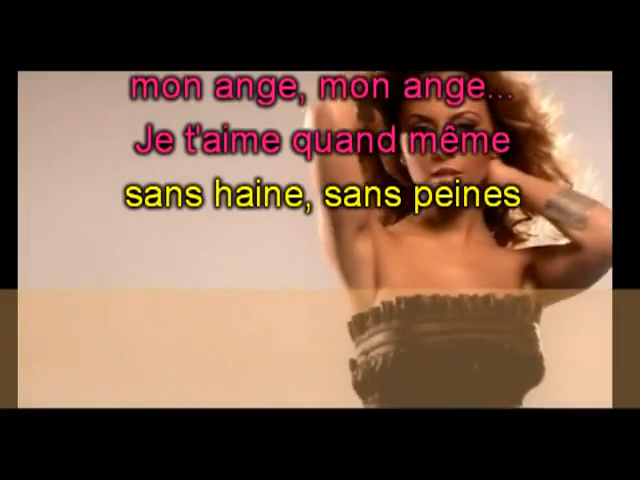 mon ange, mon ange...
Je t'aime quand même
sans haine, sans peines